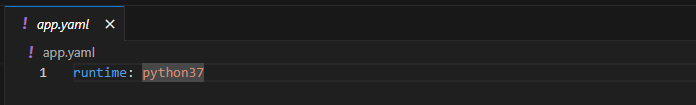 ! app.yaml ×
! app.yaml
1 runtime: python37